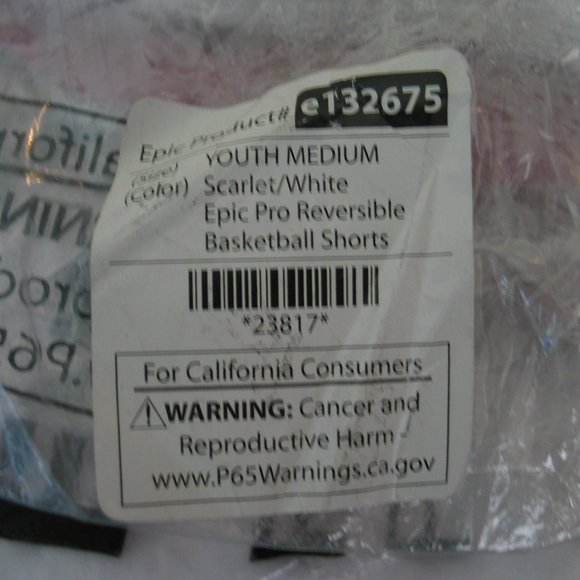 Epic Product# e132675
(size) YOUTH MEDIUM
(color) Scarlet/White
Epic Pro Reversible
Basketball Shorts
*23817*
For California Consumers
WARNING: Cancer and
Reproductive Harm -
www.P65Warnings.ca.gov